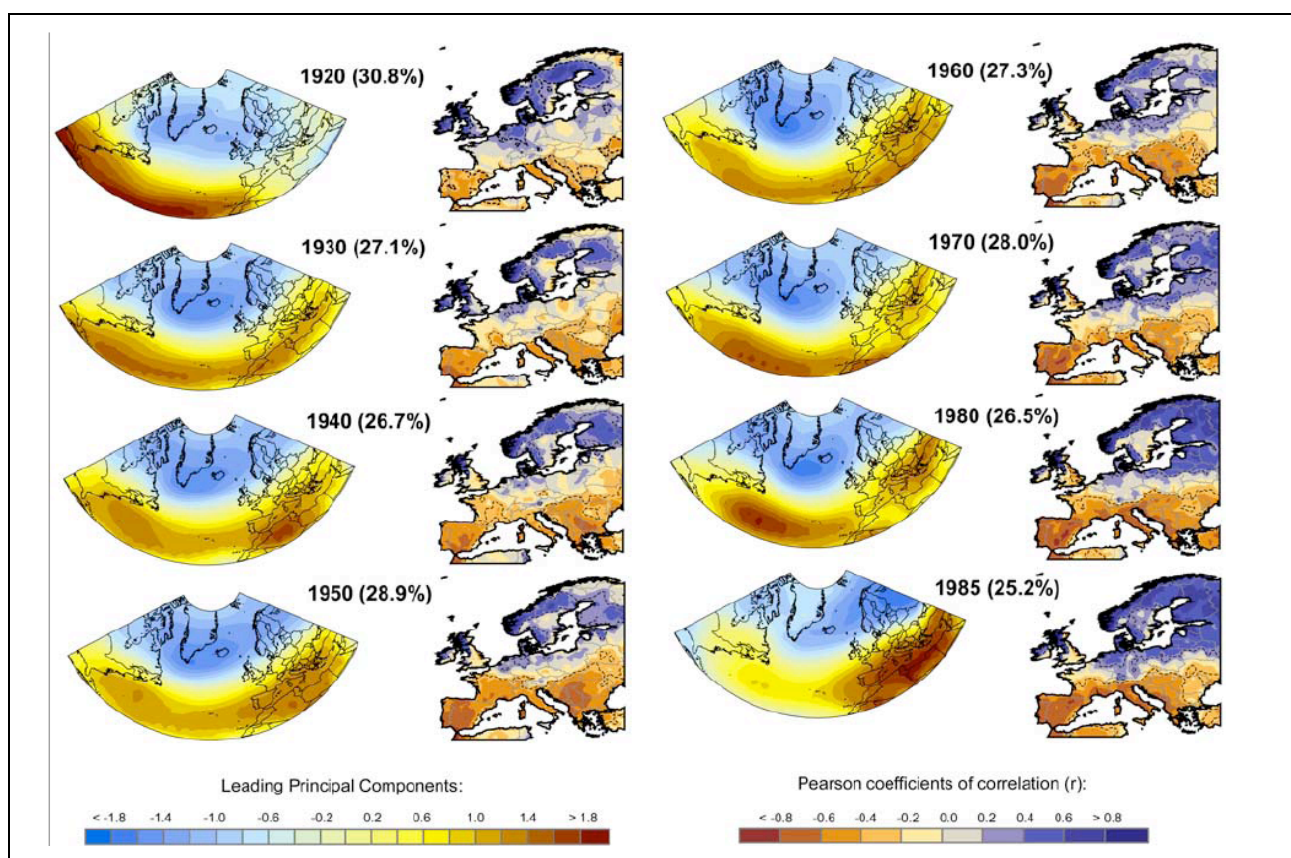 1920 (30.8%)
1960 (27.3%)
1930 (27.1%)
1970 (28.0%)
1940 (26.7%)
1980 (26.5%)
1950 (28.9%)
1985 (25.2%)
Leading Principal Components:
< -1.8 -1.4 -1.0 -0.6 -0.2 0.2 0.6 1.0 1.4 > 1.8
Pearson coefficients of correlation (r):
< -0.8 -0.6 -0.4 -0.2 0.0 0.2 0.4 0.6 > 0.8